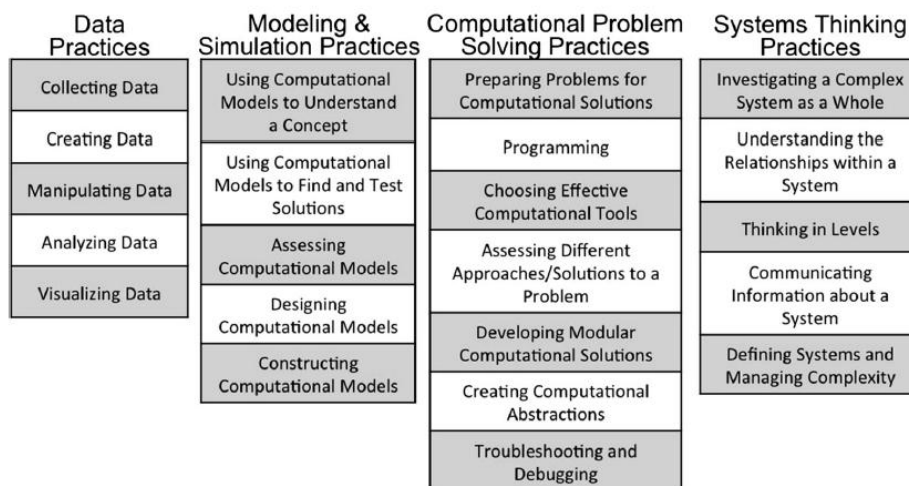 Data
Practices
Collecting Data
Creating Data
Manipulating Data
Analyzing Data
Visualizing Data
Modeling &
Simulation Practices
Using Computational
Models to Understand
a Concept
Using Computational
Models to Find and Test
Solutions
Assessing
Computational Models
Designing
Computational Models
Constructing
Computational Models
Computational Problem
Solving Practices
Preparing Problems for
Computational Solutions
Programming
Choosing Effective
Computational Tools
Assessing Different
Approaches/Solutions to a
Problem
Developing Modular
Computational Solutions
Creating Computational
Abstractions
Troubleshooting and
Debugging
Systems Thinking
Practices
Investigating a Complex
System as a Whole
Understanding the
Relationships within a
System
Thinking in Levels
Communicating
Information about a
System
Defining Systems and
Managing Complexity